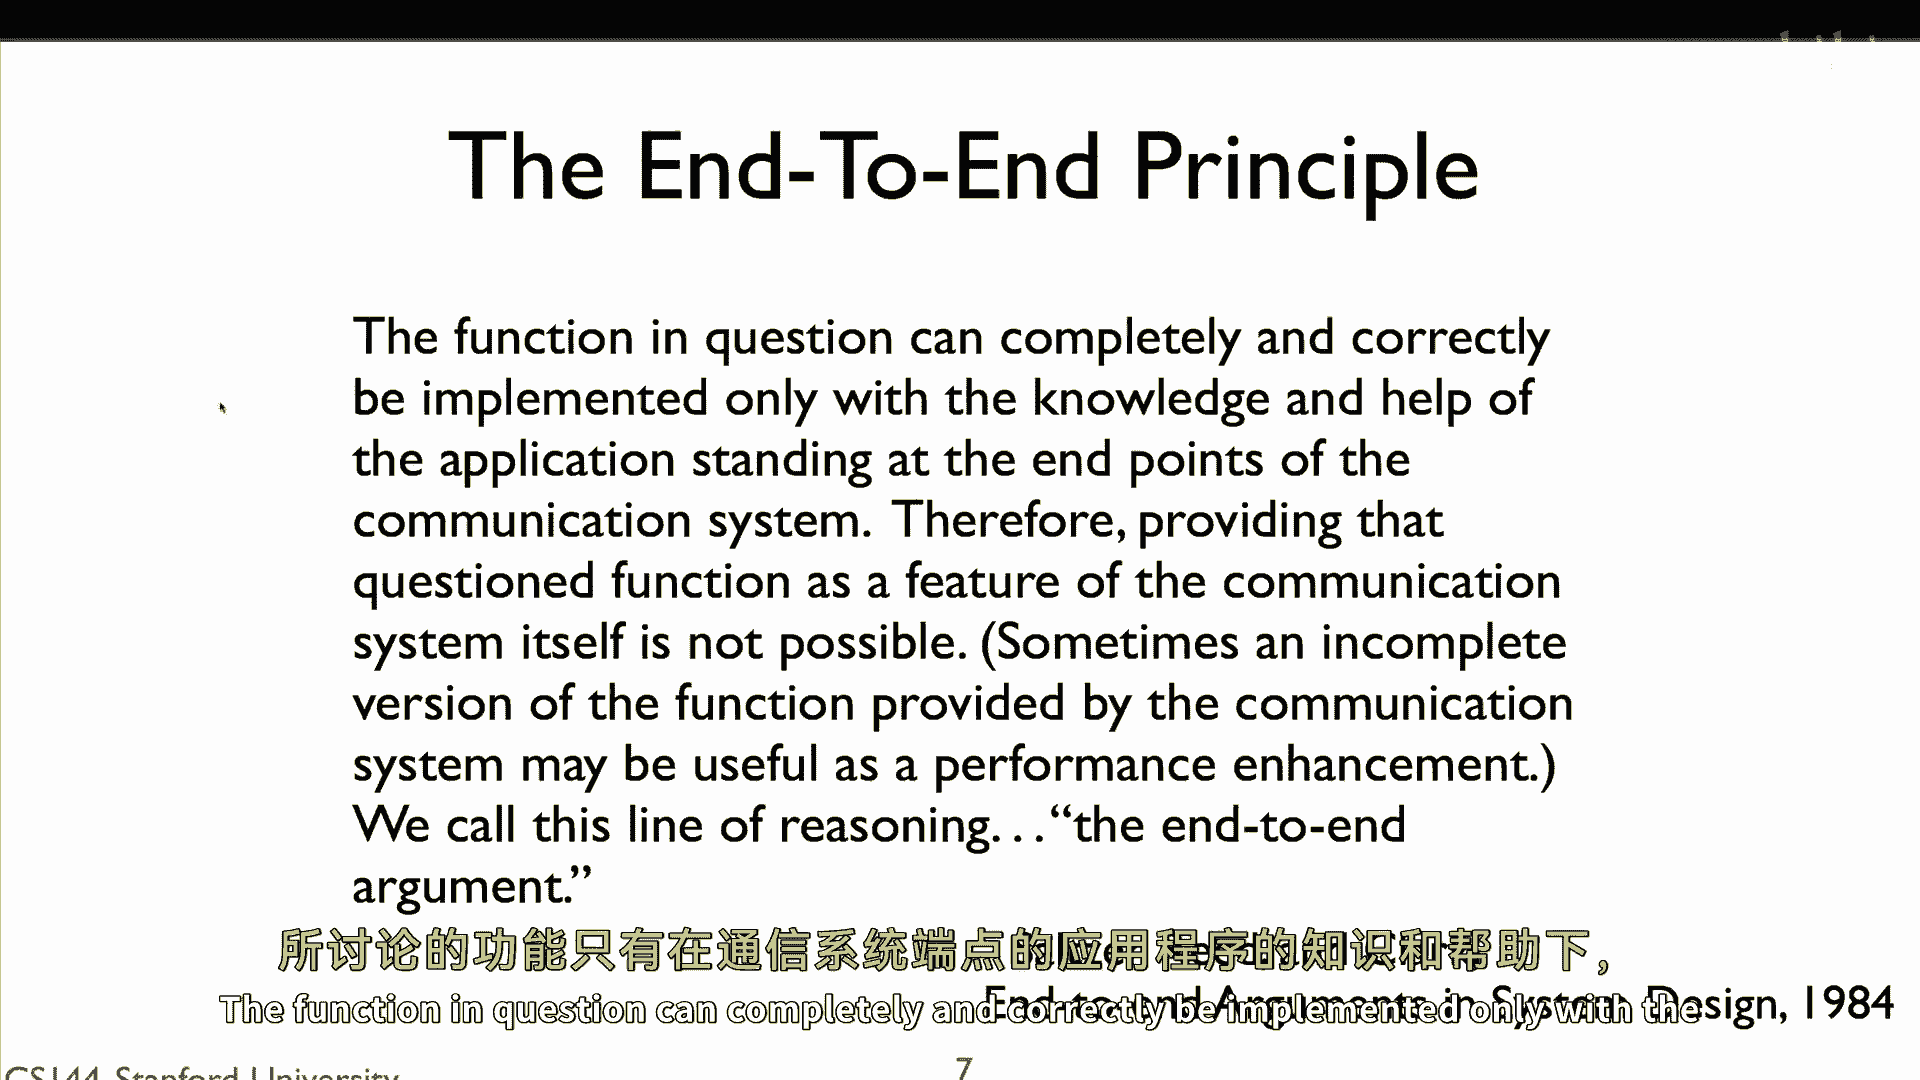 The End-To-End Principle
The function in question can completely and correctly
be implemented only with the knowledge and help of
the application standing at the end points of the
communication system. Therefore, providing that
questioned function as a feature of the communication
system itself is not possible. (Sometimes an incomplete
version of the function provided by the communication
system may be useful as a performance enhancement.)
We call this line of reasoning. . . “the end-to-end
argument.”
所讨论的功能只有在通信系统端点的应用程序的知识和帮助下，
End-to-end Arguments in System Design, 1984
The function in question can completely and correctly be implemented only with the
CS144, Stanford University
7